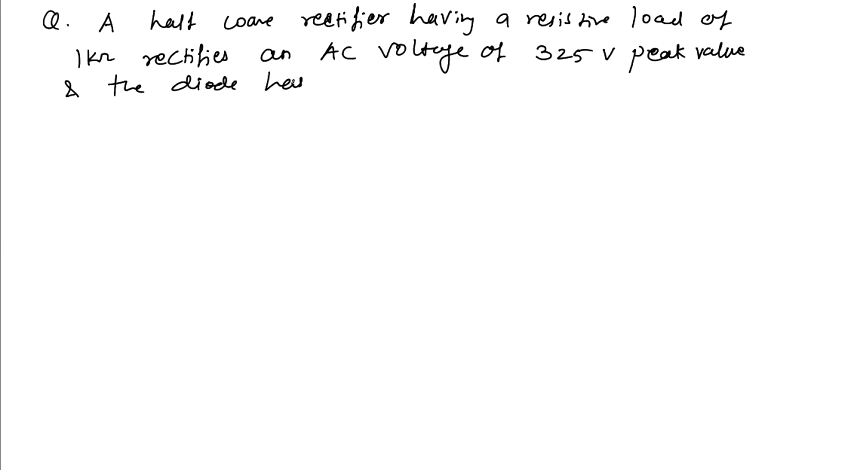 Q. A half wave rectifier having a resistive load of
1kΩ rectifies an AC voltage of 325 V peak value
& the diode has